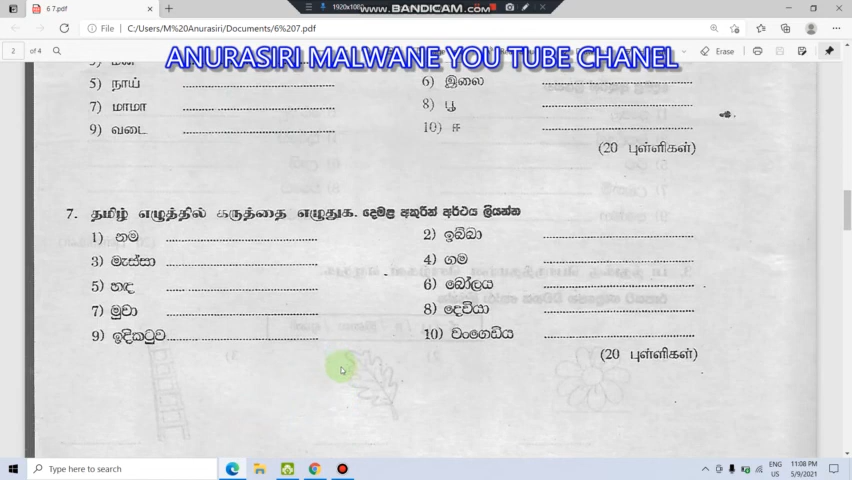 6 7.pdf
1920x1080
www.BANDICAM.com
File | C:/Users/M%20Anurasiri/Documents/6%207.pdf
2 of 4
Erase
ANURASIRI MALWANE YOU TUBE CHANEL
5) நாய் ........................ 6) இலை ........................
7) மாமா ........................ 8) பூ ........................
9) வடை ........................ 10) ஈ ........................
(20 புள்ளிகள்)
7. தமிழ் எழுத்தில் கருத்தை எழுதுக. දෙමළ අකුරින් අර්ථය ලියන්න
1) නම ........................ 2) ඉබ්බා ........................
3) මැස්සා ........................ 4) ගම ........................
5) හඳ ........................ 6) බෝලය ........................
7) මුවා ........................ 8) දෙවියා ........................
9) ඉදිකටුව ........................ 10) වංගෙඩිය ........................
(20 புள்ளிகள்)
Type here to search
ENG
US
11:08 PM
5/9/2021